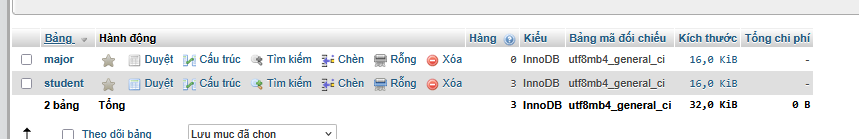 Bảng Hành động Hàng Kiểu Bảng mã đối chiếu Kích thước Tổng chi phí
major Duyệt Cấu trúc Tìm kiếm Chèn Rỗng Xóa 0 InnoDB utf8mb4_general_ci 16,0 KiB -
student Duyệt Cấu trúc Tìm kiếm Chèn Rỗng Xóa 3 InnoDB utf8mb4_general_ci 16,0 KiB -
2 bảng Tổng 3 InnoDB utf8mb4_general_ci 32,0 KiB 0 B
Theo dõi bảng Lưu mục đã chọn